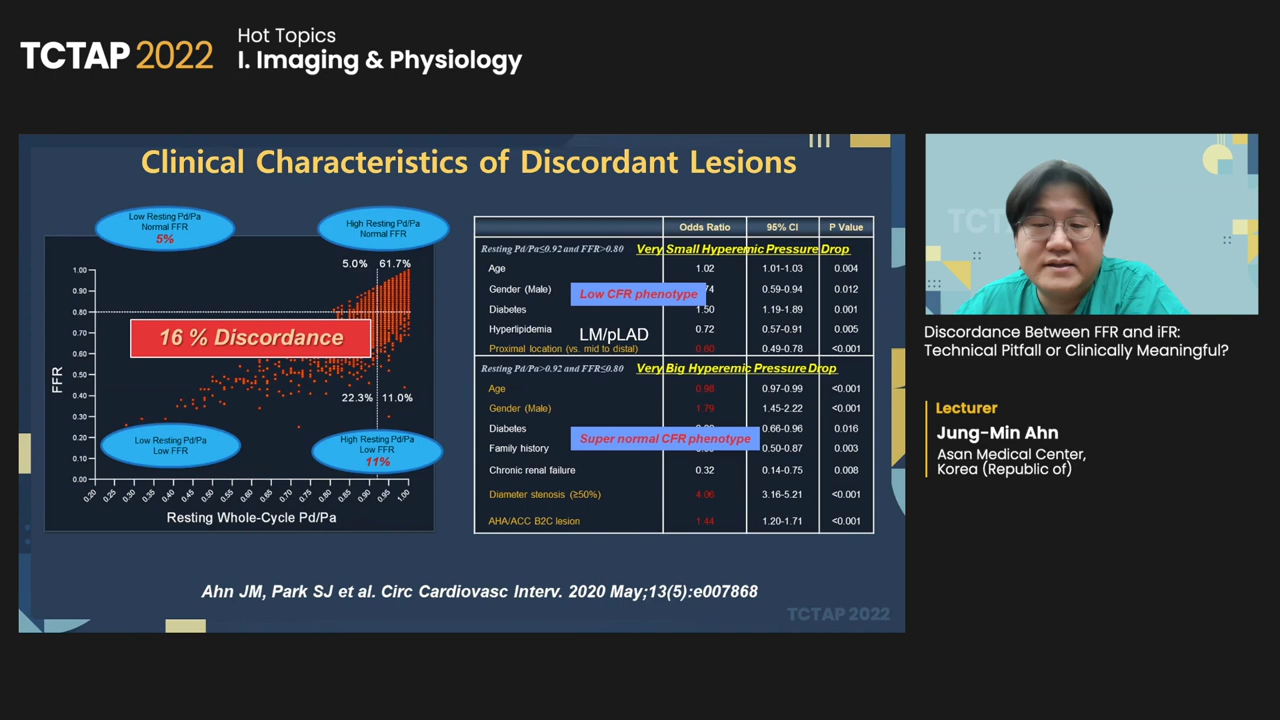 TCTAP 2022
Hot Topics
I. Imaging & Physiology
Clinical Characteristics of Discordant Lesions
Low Resting Pd/Pa
Normal FFR
5%
High Resting Pd/Pa
Normal FFR
5.0% 61.7%
1.00
0.90
0.80
0.70
0.60
0.50
0.40
0.30
0.20
0.10
0.00
FFR
16 % Discordance
22.3% 11.0%
Low Resting Pd/Pa
Low FFR
High Resting Pd/Pa
Low FFR
11%
0.20 0.25 0.30 0.35 0.40 0.45 0.50 0.55 0.60 0.65 0.70 0.75 0.80 0.85 0.90 0.95 1.00
Resting Whole-Cycle Pd/Pa
Odds Ratio 95% CI P Value
Resting Pd/Pa≤0.92 and FFR>0.80 Very Small Hyperemic Pressure Drop
Age 1.02 1.01-1.03 0.004
Gender (Male) 74 0.59-0.94 0.012
Low CFR phenotype
Diabetes 1.50 1.19-1.89 0.001
Hyperlipidemia 0.72 0.57-0.91 0.005
LM/pLAD
Proximal location (vs. mid to distal) 0.60 0.49-0.78 <0.001
Resting Pd/Pa>0.92 and FFR≤0.80 Very Big Hyperemic Pressure Drop
Age 0.98 0.97-0.99 <0.001
Gender (Male) 1.79 1.45-2.22 <0.001
Diabetes 0.66-0.96 0.016
Super normal CFR phenotype
Family history 0.50-0.87 0.003
Chronic renal failure 0.32 0.14-0.75 0.008
Diameter stenosis (≥50%) 4.06 3.16-5.21 <0.001
AHA/ACC B2C lesion 1.44 1.20-1.71 <0.001
Ahn JM, Park SJ et al. Circ Cardiovasc Interv. 2020 May;13(5):e007868
TCTAP 2022
TCT
Discordance Between FFR and iFR:
Technical Pitfall or Clinically Meaningful?
Lecturer
Jung-Min Ahn
Asan Medical Center,
Korea (Republic of)